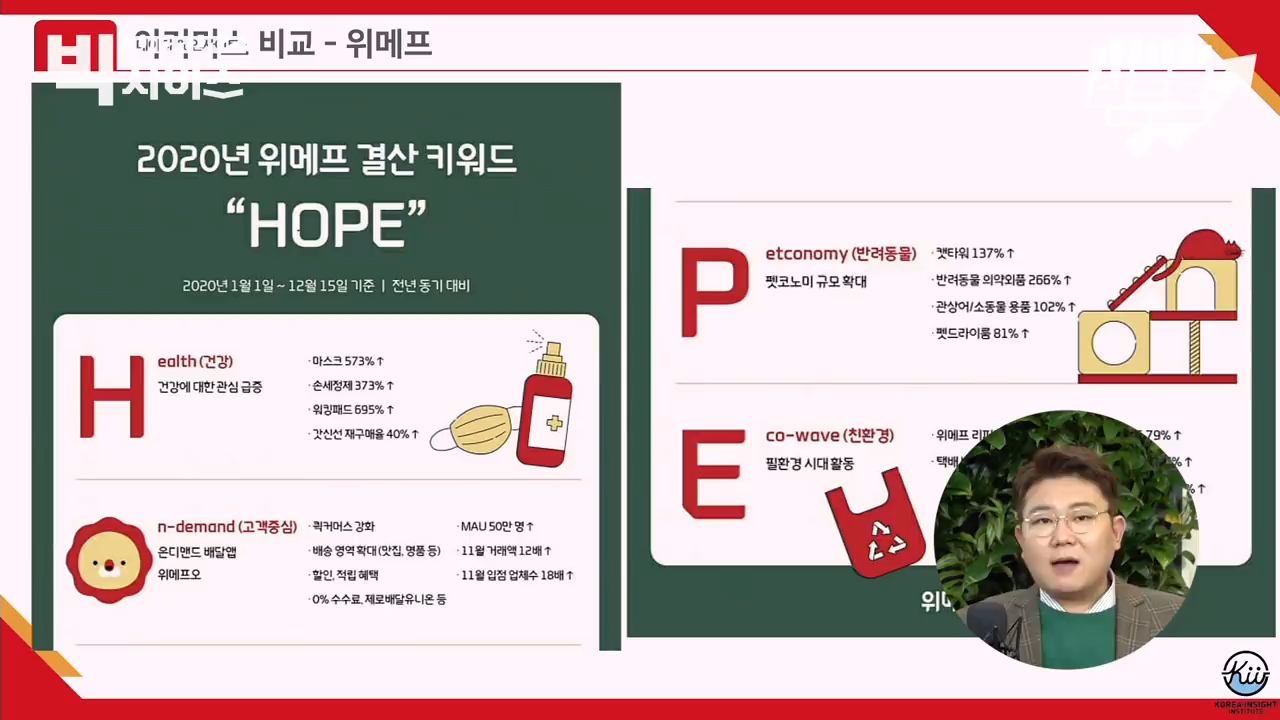 빅
비교 - 위메프
2020년 위메프 결산 키워드
“HOPE”
2020년 1월 1일 ~ 12월 15일 기준 | 전년 동기 대비
H ealth (건강)
건강에 대한 관심 급증
· 마스크 573% ↑
· 손세정제 373% ↑
· 워킹패드 695% ↑
· 갓신선 재구매율 40% ↑
n-demand (고객중심)
온디맨드 배달앱
위메프오
· 퀵커머스 강화
· 배송 영역 확대 (맛집, 명품 등)
· 할인, 적립 혜택
· 0% 수수료, 제로배달유니온 등
· MAU 50만 명 ↑
· 11월 거래액 12배 ↑
· 11월 입점 업체수 18배 ↑
P etconomy (반려동물)
펫코노미 규모 확대
· 캣타워 137% ↑
· 반려동물 의약외품 266% ↑
· 관상어/소동물 용품 102% ↑
· 펫드라이룸 81% ↑
E co-wave (친환경)
필환경 시대 활동
· 위메프 리
79% ↑
· 택배
% ↑
% ↑
위
Kii
KOREA INSIGHT
INSTITUTE